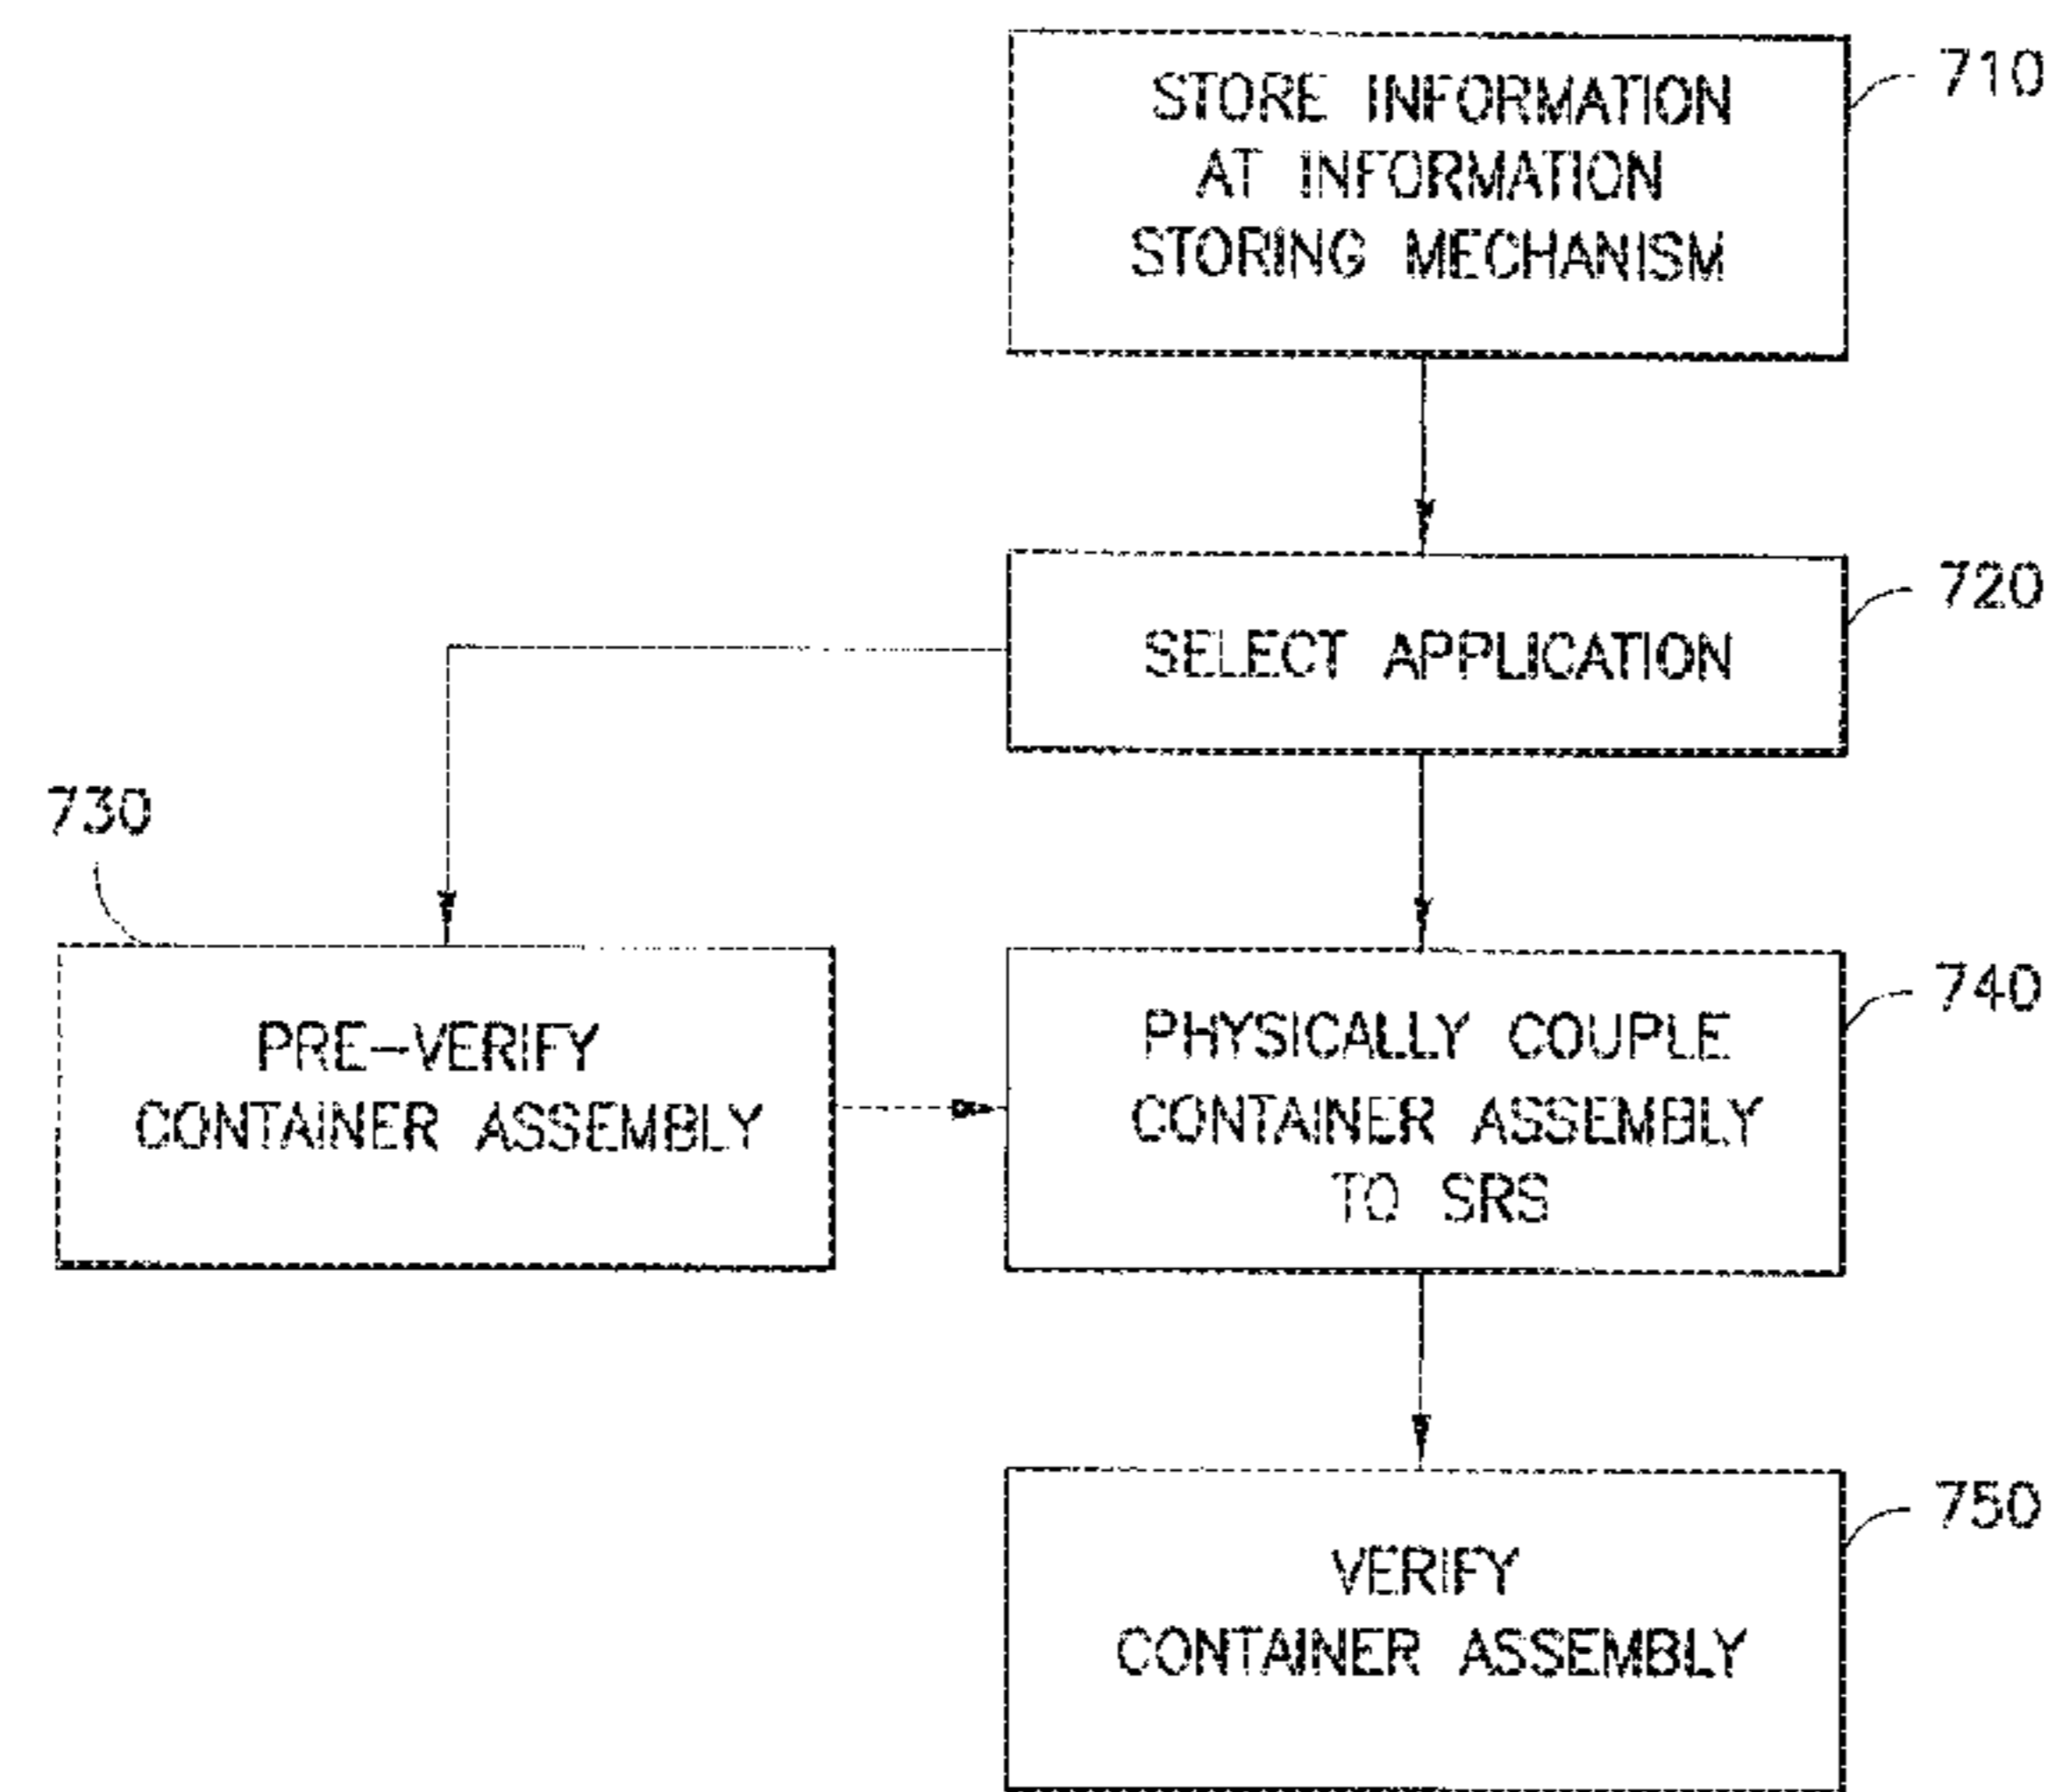 STORE INFORMATION
AT INFORMATION
STORING MECHANISM
710
SELECT APPLICATION
720
730
PRE-VERIFY
CONTAINER ASSEMBLY
PHYSICALLY COUPLE
CONTAINER ASSEMBLY
TO SRS
740
VERIFY
CONTAINER ASSEMBLY
750